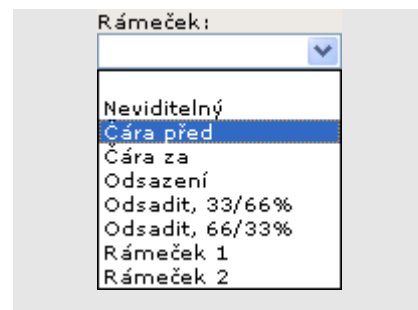 Rámeček:
Neviditelný
Čára před
Čára za
Odsazení
Odsadit, 33/66%
Odsadit, 66/33%
Rámeček 1
Rámeček 2